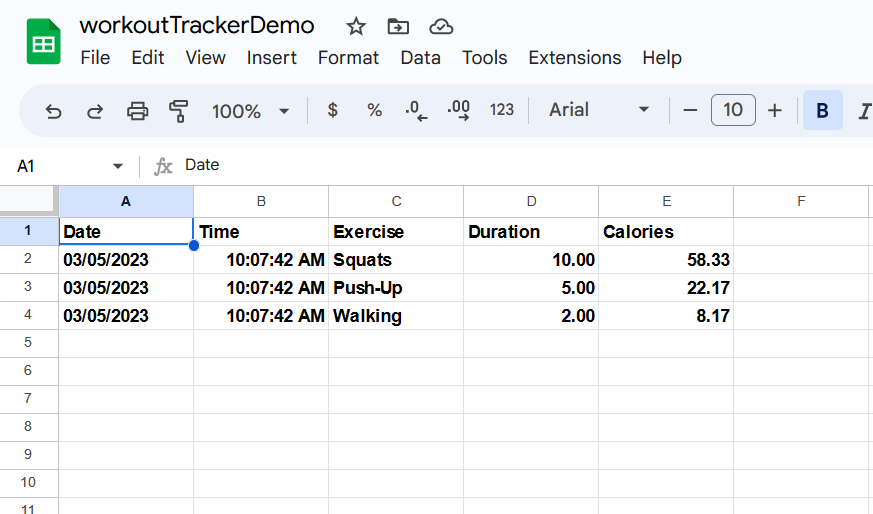 workoutTrackerDemo
File Edit View Insert Format Data Tools Extensions Help
100% $ % .0 .00 123 Arial 10 B I
A1 fx Date
A B C D E F
1 Date Time Exercise Duration Calories
2 03/05/2023 10:07:42 AM Squats 10.00 58.33
3 03/05/2023 10:07:42 AM Push-Up 5.00 22.17
4 03/05/2023 10:07:42 AM Walking 2.00 8.17
5
6
7
8
9
10
11